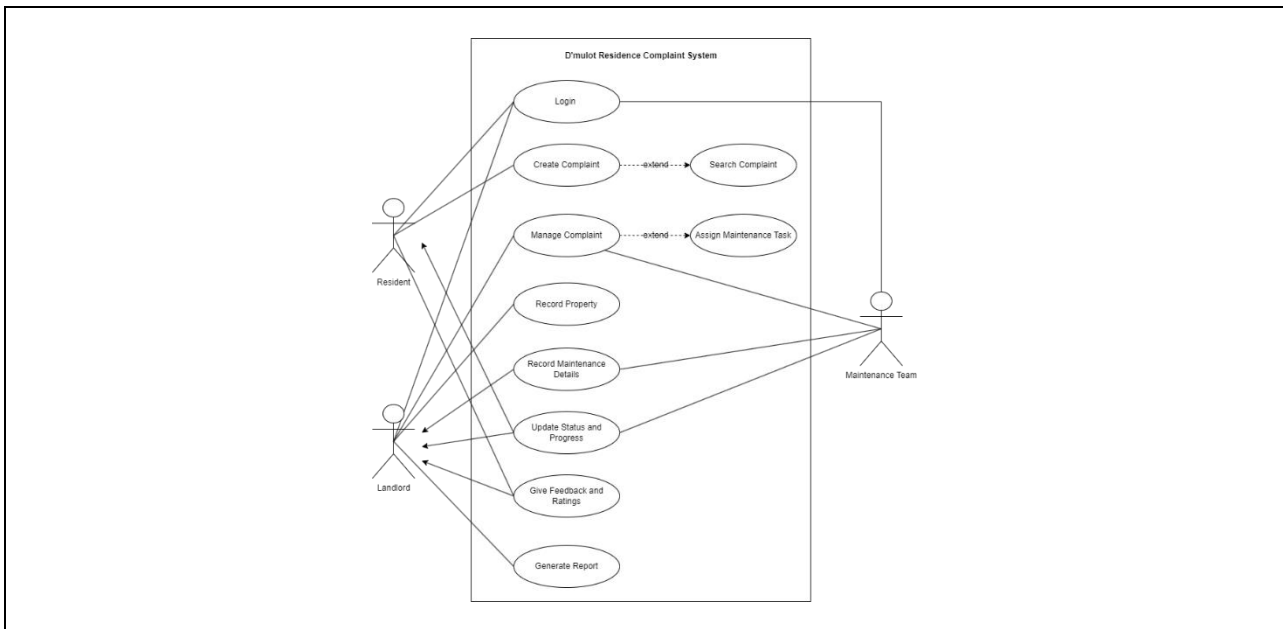 D'mulot Residence Complaint System
Login
Create Complaint
extend
Search Complaint
Resident
Manage Complaint
extend
Assign Maintenance Task
Record Property
Maintenance Team
Record Maintenance
Details
Landlord
Update Status and
Progress
Give Feedback and
Ratings
Generate Report